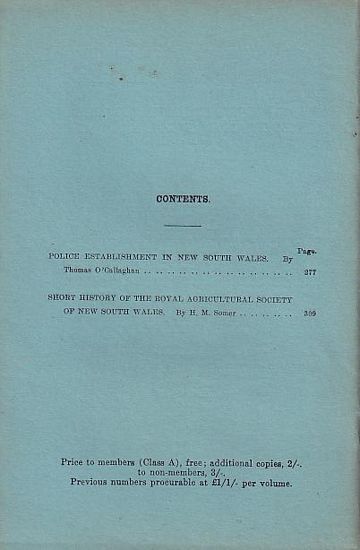 CONTENTS.
Page.
POLICE ESTABLISHMENT IN NEW SOUTH WALES. By
Thomas O'Callaghan .. .. .. .. .. .. .. .. .. .. .. .. .. 277
SHORT HISTORY OF THE ROYAL AGRICULTURAL SOCIETY
OF NEW SOUTH WALES. By H. M. Somer .. .. .. .. .. 309
Price to members (Class A), free; additional copies, 2/-.
to non-members, 3/-.
Previous numbers procurable at £1/1/- per volume.